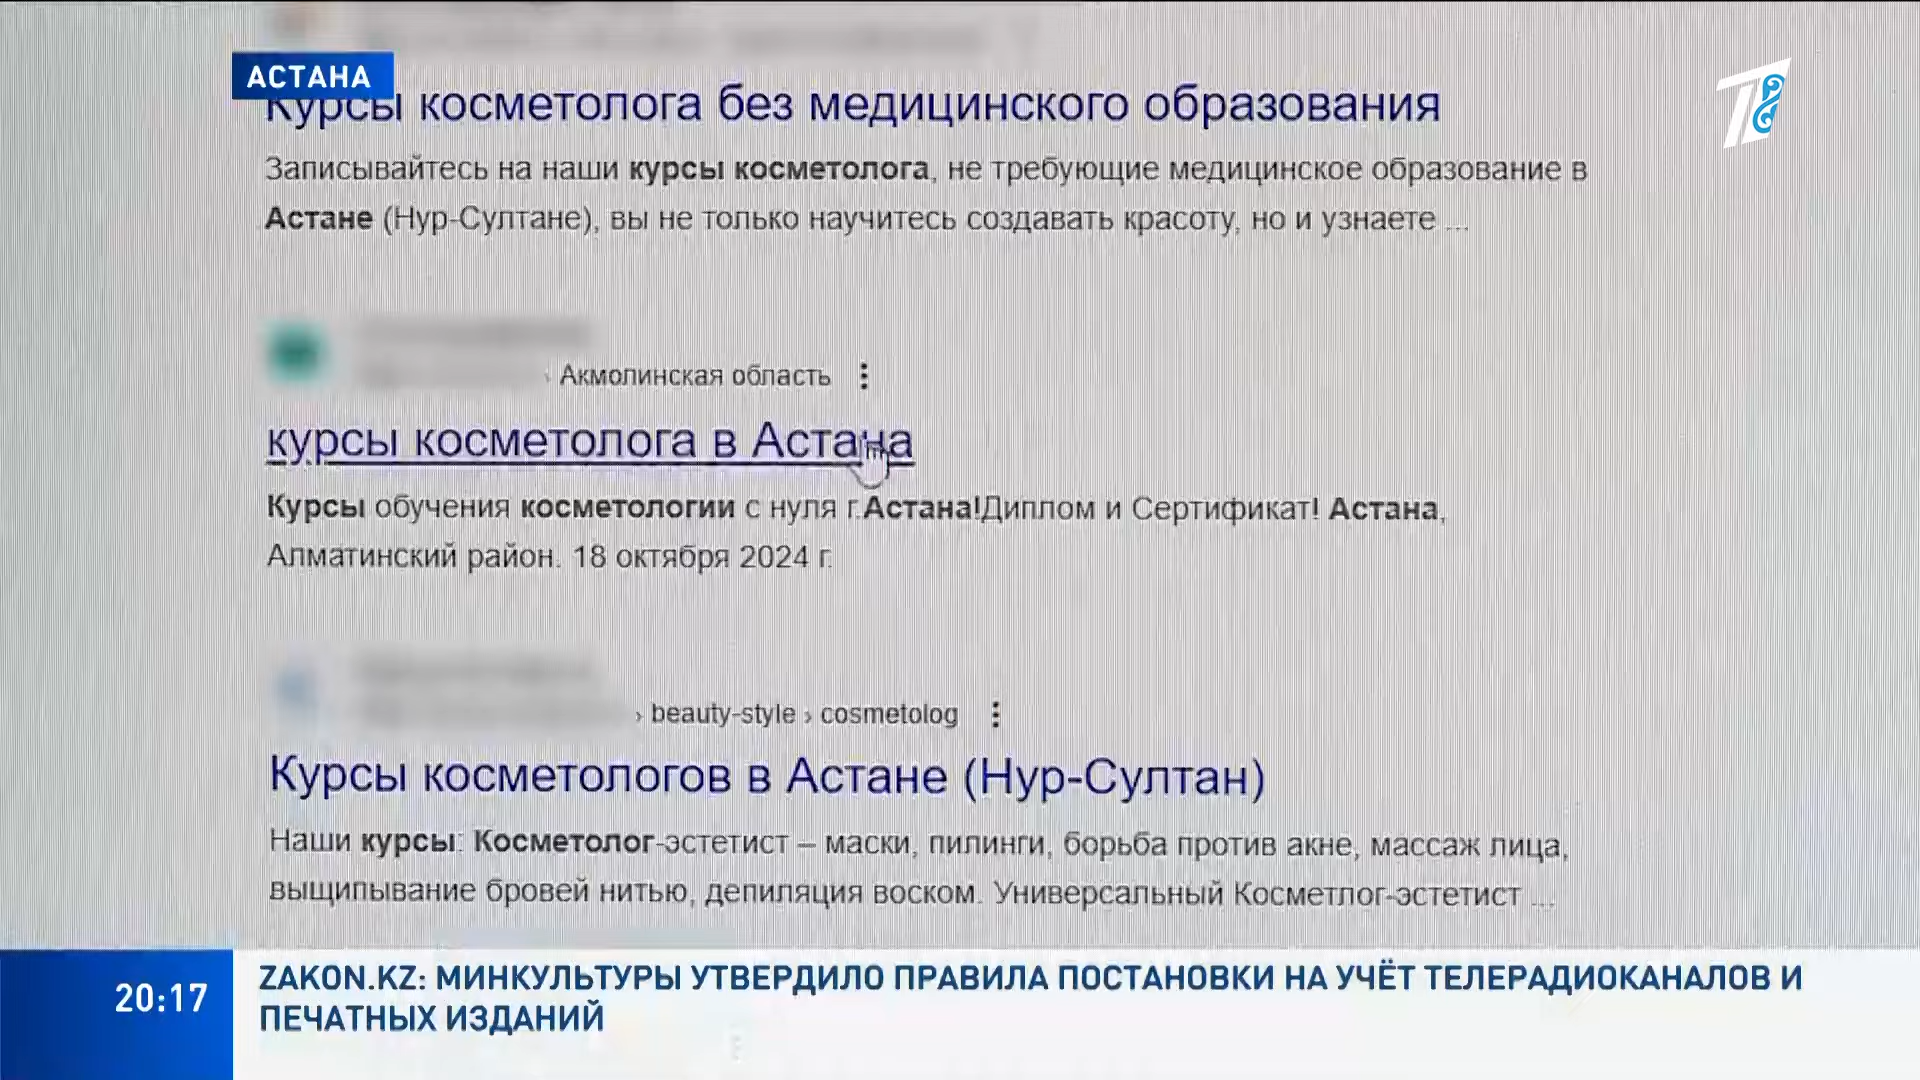 АСТАНА
Курсы косметолога без медицинского образования
Записывайтесь на наши курсы косметолога, не требующие медицинское образование в
Астане (Нур-Султане), вы не только научитесь создавать красоту, но и узнаете ...
› Акмолинская область
курсы косметолога в Астана
Курсы обучения косметологии с нуля г.Астана!Диплом и Сертификат! Астана,
Алматинский район. 18 октября 2024 г.
› beauty-style › cosmetolog
Курсы косметологов в Астане (Нур-Султан)
Наши курсы: Косметолог-эстетист – маски, пилинги, борьба против акне, массаж лица,
выщипывание бровей нитью, депиляция воском. Универсальный Косметлог-эстетист ...
20:17
ZAKON.KZ: МИНКУЛЬТУРЫ УТВЕРДИЛО ПРАВИЛА ПОСТАНОВКИ НА УЧЁТ ТЕЛЕРАДИОКАНАЛОВ И
ПЕЧАТНЫХ ИЗДАНИЙ